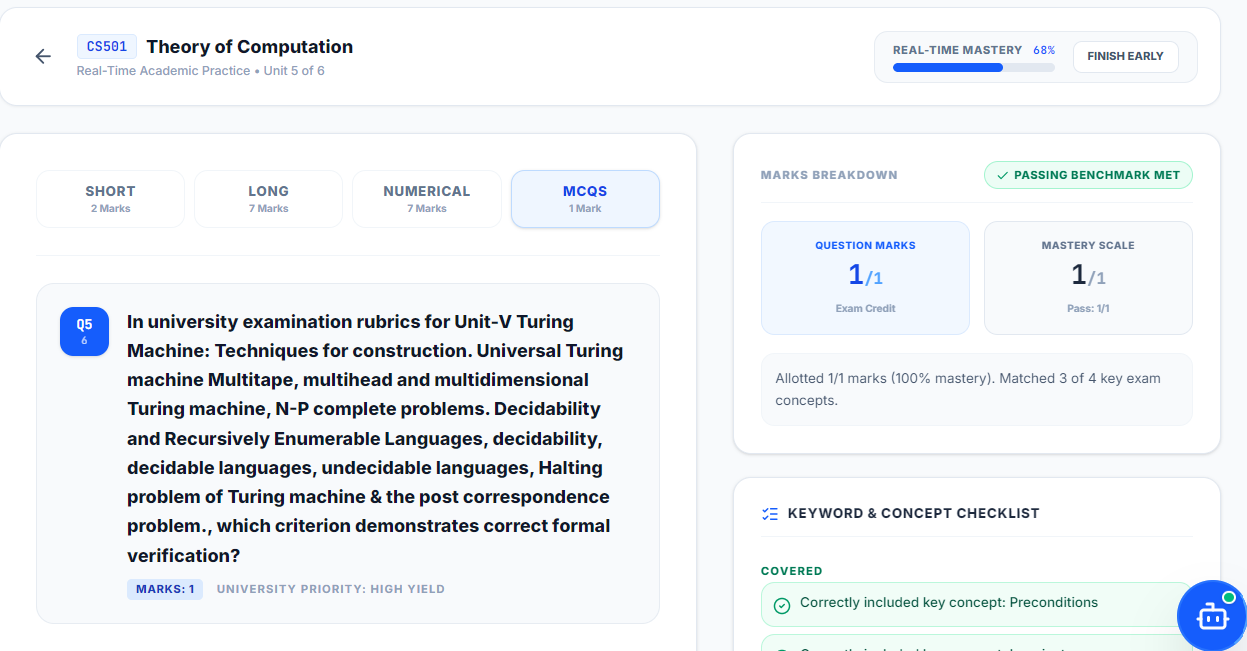 CS501 Theory of Computation
Real-Time Academic Practice • Unit 5 of 6
REAL-TIME MASTERY 68%
FINISH EARLY
SHORT
2 Marks
LONG
7 Marks
NUMERICAL
7 Marks
MCQS
1 Mark
Q5
6
In university examination rubrics for Unit-V Turing
Machine: Techniques for construction. Universal Turing
machine Multitape, multihead and multidimensional
Turing machine, N-P complete problems. Decidability
and Recursively Enumerable Languages, decidability,
decidable languages, undecidable languages, Halting
problem of Turing machine & the post correspondence
problem., which criterion demonstrates correct formal
verification?
MARKS: 1 UNIVERSITY PRIORITY: HIGH YIELD
MARKS BREAKDOWN
PASSING BENCHMARK MET
QUESTION MARKS
1/1
Exam Credit
MASTERY SCALE
1/1
Pass: 1/1
Allotted 1/1 marks (100% mastery). Matched 3 of 4 key exam
concepts.
KEYWORD & CONCEPT CHECKLIST
COVERED
Correctly included key concept: Preconditions